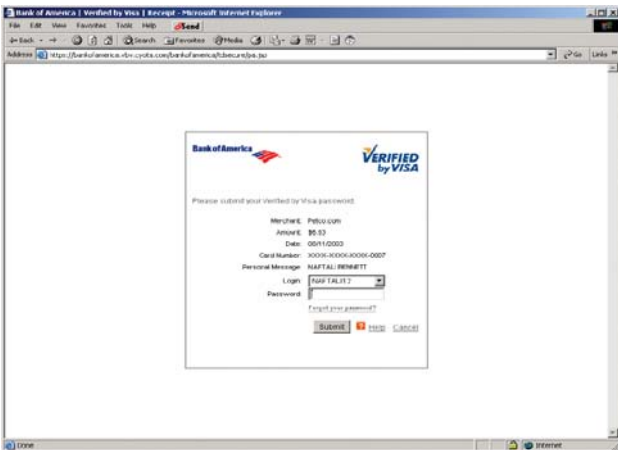 Bank of America | Verified by Visa | Receipt - Microsoft Internet Explorer
File Edit View Favorites Tools Help
Back Search Favorites Media
Address https://bankofamerica.vbv.cyota.com/bankofamerica/tdsecure/pa.jsp Go Links
Bank of America
VERIFIED
by VISA
Please submit your Verified by Visa password.
Merchant: Petco.com
Amount:
Date: 08/11/2003
Card Number: XXXX-XXXX-XXXX-0007
Personal Message: NAFTALI BENNETT
Login: NAFTALI12
Password:
Forgot your password?
Submit Help Cancel
Done Internet